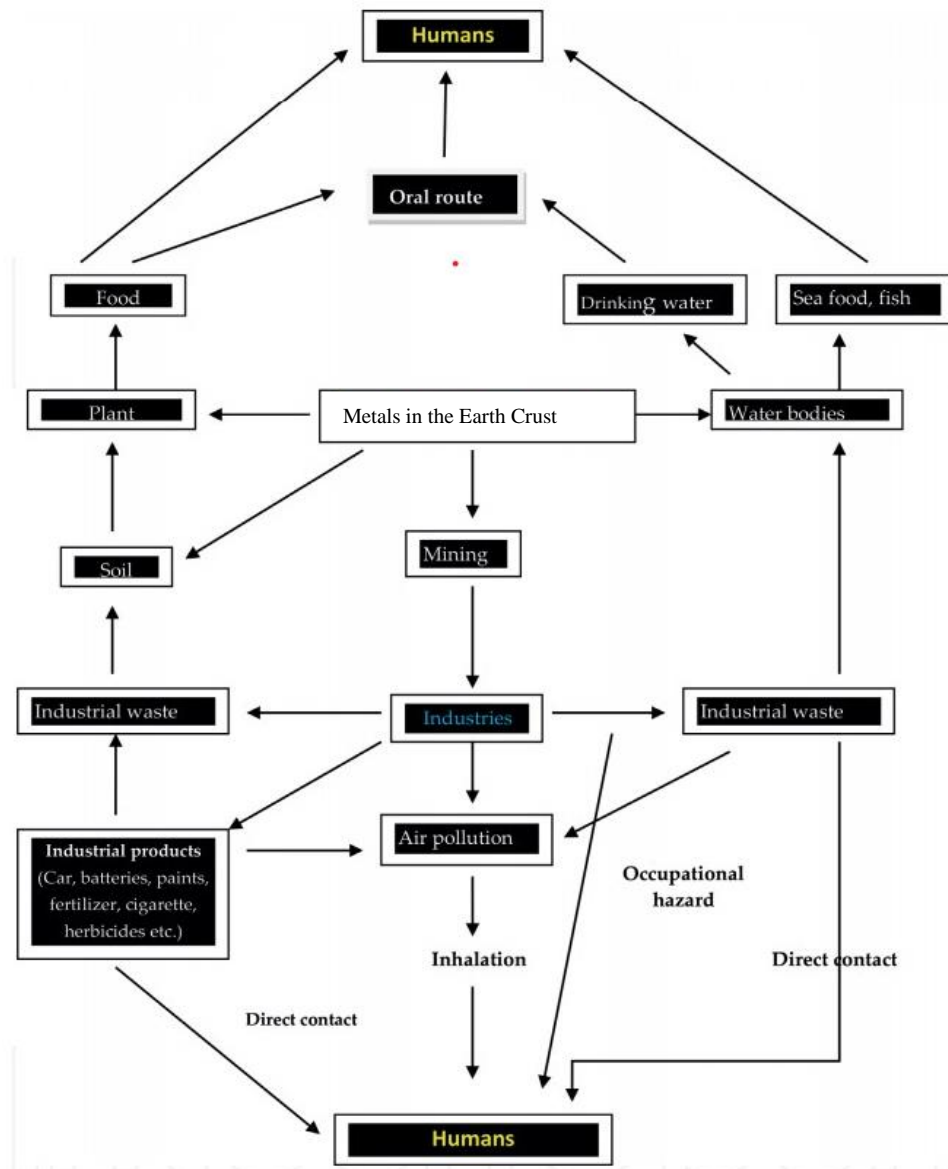 Humans
Oral route
Food
Drinking water
Sea food, fish
Plant
Metals in the Earth Crust
Water bodies
Soil
Mining
Industrial waste
Industries
Industrial waste
Industrial products
(Car, batteries, paints,
fertilizer, cigarette,
herbicides etc.)
Air pollution
Occupational
hazard
Inhalation
Direct contact
Direct contact
Humans